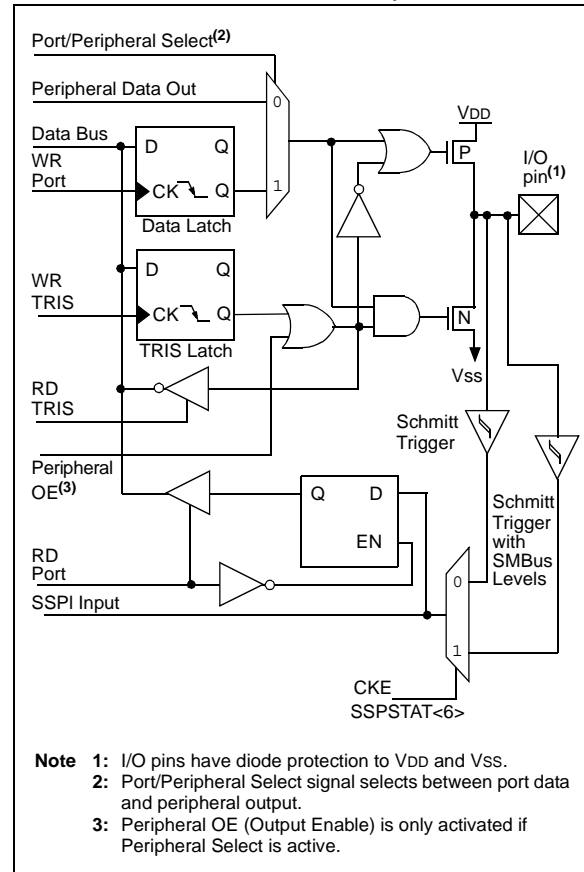 Port/Peripheral Select(2)
Peripheral Data Out
Data Bus
WR
Port
D Q
CK Q
Data Latch
0
1
VDD
P
I/O
pin(1)
WR
TRIS
D Q
CK Q
TRIS Latch
N
Vss
RD
TRIS
Schmitt
Trigger
Peripheral
OE(3)
Q D
EN
Schmitt
Trigger
with
SMBus
Levels
RD
Port
SSPI Input
0
1
CKE
SSPSTAT<6>
Note 1: I/O pins have diode protection to VDD and VSS.
2: Port/Peripheral Select signal selects between port data
and peripheral output.
3: Peripheral OE (Output Enable) is only activated if
Peripheral Select is active.